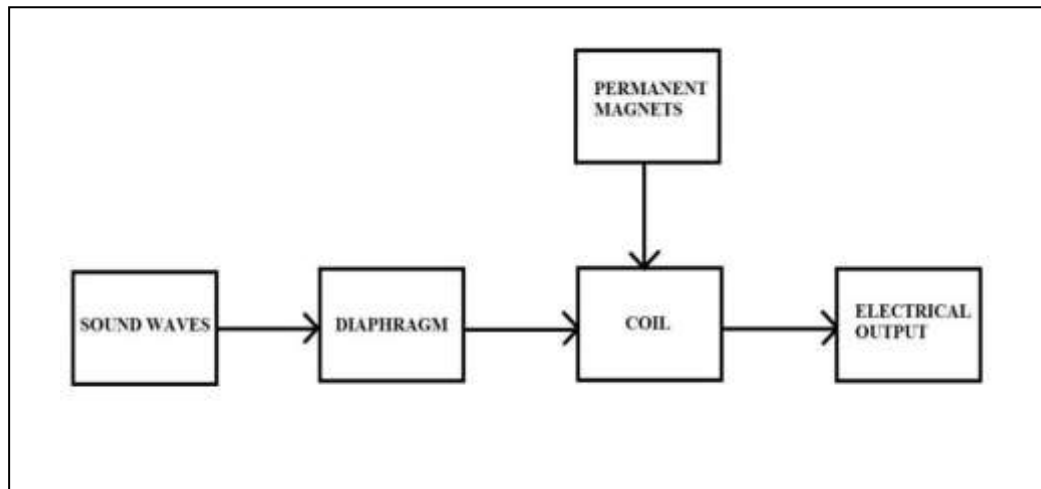 PERMANENT
MAGNETS
SOUND WAVES
DIAPHRAGM
COIL
ELECTRICAL
OUTPUT